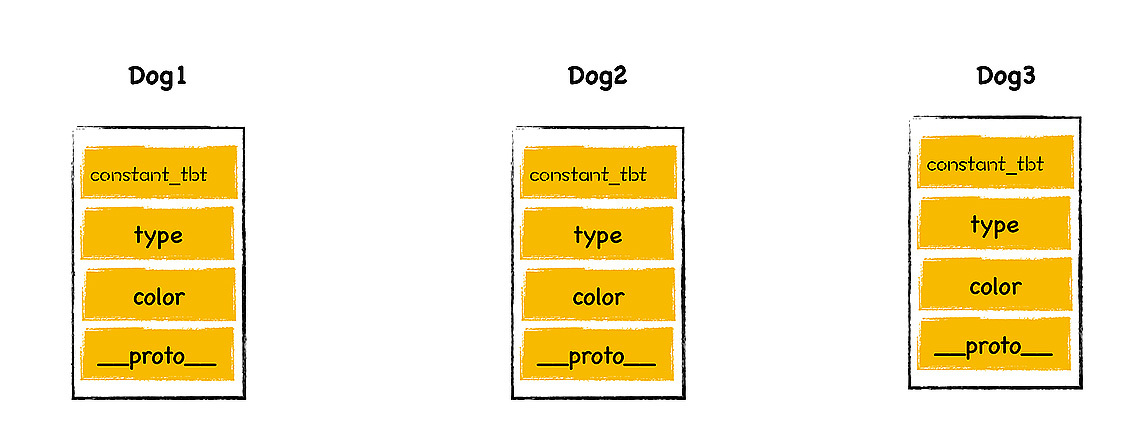 Dog1
constant_tbt
type
color
__proto__
Dog2
constant_tbt
type
color
__proto__
Dog3
constant_tbt
type
color
__proto__